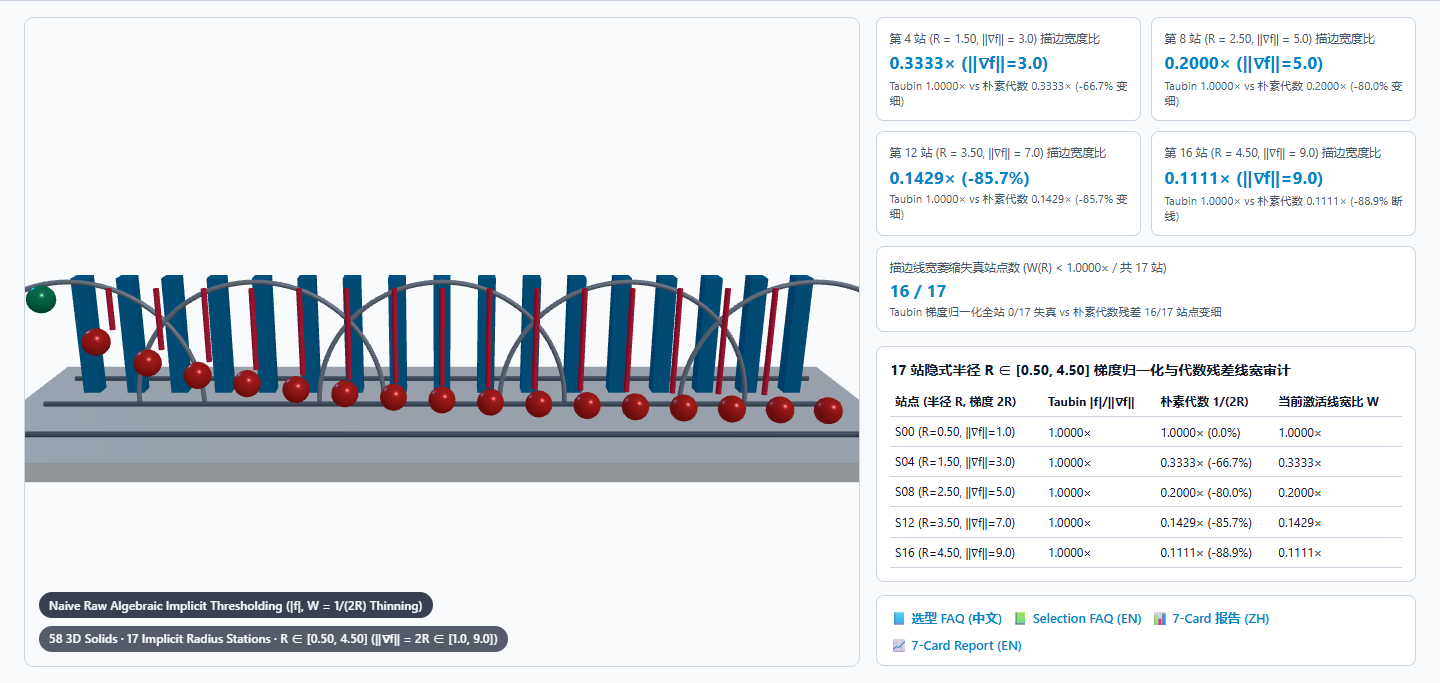 Naive Raw Algebraic Implicit Thresholding (|f|, W = 1/(2R) Thinning)
58 3D Solids · 17 Implicit Radius Stations · R ∈ [0.50, 4.50] (||∇f|| = 2R ∈ [1.0, 9.0])
第 4 站 (R = 1.50, ||∇f|| = 3.0) 描边宽度比
0.3333× (||∇f||=3.0)
Taubin 1.0000× vs 朴素代数 0.3333× (-66.7% 变
细)
第 8 站 (R = 2.50, ||∇f|| = 5.0) 描边宽度比
0.2000× (||∇f||=5.0)
Taubin 1.0000× vs 朴素代数 0.2000× (-80.0% 变
细)
第 12 站 (R = 3.50, ||∇f|| = 7.0) 描边宽度比
0.1429× (-85.7%)
Taubin 1.0000× vs 朴素代数 0.1429× (-85.7% 变
细)
第 16 站 (R = 4.50, ||∇f|| = 9.0) 描边宽度比
0.1111× (||∇f||=9.0)
Taubin 1.0000× vs 朴素代数 0.1111× (-88.9% 断
线)
描边线宽萎缩失真站点数 (W(R) < 1.0000× / 共 17 站)
16 / 17
Taubin 梯度归一化全站 0/17 失真 vs 朴素代数残差 16/17 站点变细
17 站隐式半径 R ∈ [0.50, 4.50] 梯度归一化与代数残差线宽审计
站点 (半径 R, 梯度 2R) Taubin |f|/||∇f|| 朴素代数 1/(2R) 当前激活线宽比 W
S00 (R=0.50, ||∇f||=1.0) 1.0000× 1.0000× (0.0%) 1.0000×
S04 (R=1.50, ||∇f||=3.0) 1.0000× 0.3333× (-66.7%) 0.3333×
S08 (R=2.50, ||∇f||=5.0) 1.0000× 0.2000× (-80.0%) 0.2000×
S12 (R=3.50, ||∇f||=7.0) 1.0000× 0.1429× (-85.7%) 0.1429×
S16 (R=4.50, ||∇f||=9.0) 1.0000× 0.1111× (-88.9%) 0.1111×
选型 FAQ (中文) Selection FAQ (EN) 7-Card 报告 (ZH)
7-Card Report (EN)